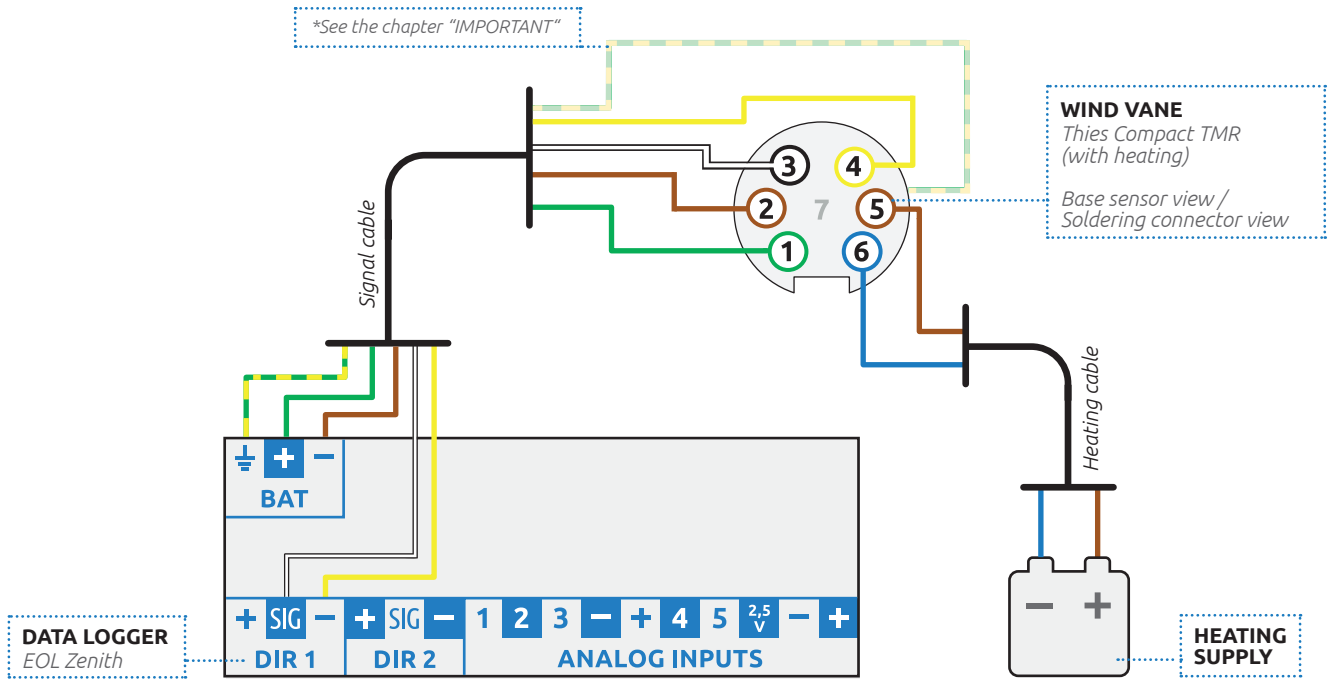 *See the chapter “IMPORTANT“
WIND VANE
Thies Compact TMR
(with heating)
Base sensor view /
Soldering connector view
3 4
2 7 5
1 6
Signal cable
Heating cable
+ −
BAT
+ SIG − + SIG − 1 2 3 − + 4 5 2,5 V − +
DIR 1 DIR 2 ANALOG INPUTS
DATA LOGGER
EOL Zenith
− +
HEATING
SUPPLY